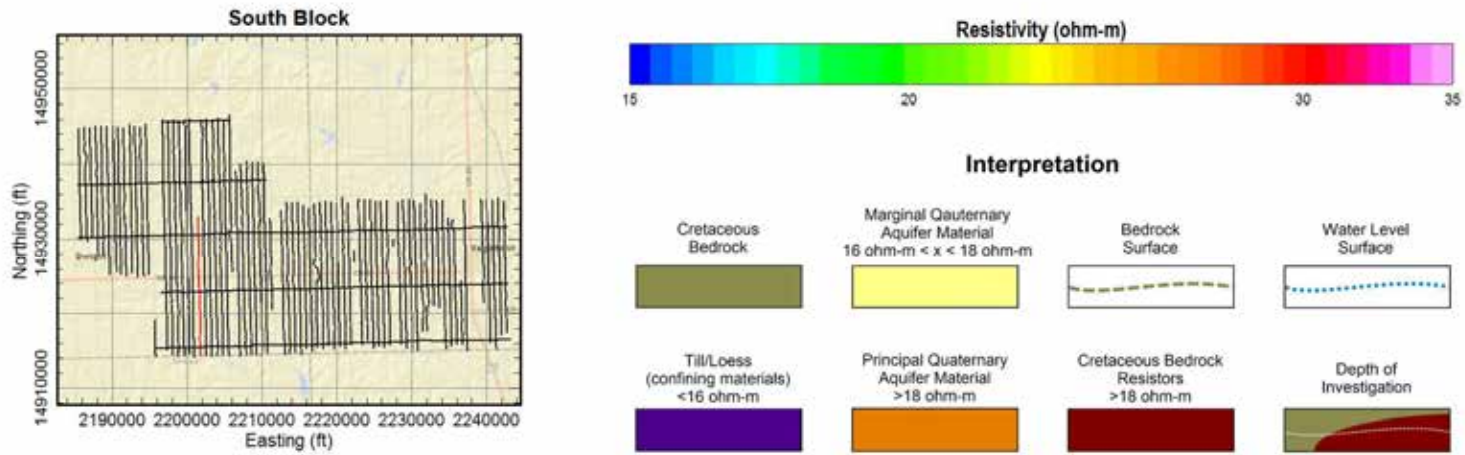 South Block
14950000
14930000
14910000
Northing (ft)
2190000 2200000 2210000 2220000 2230000 2240000
Easting (ft)
Resistivity (ohm-m)
15 20 30 35
Interpretation
Cretaceous
Bedrock
Marginal Qauternary
Aquifer Material
16 ohm-m < x < 18 ohm-m
Bedrock
Surface
Water Level
Surface
Till/Loess
(confining materials)
<16 ohm-m
Principal Quaternary
Aquifer Material
>18 ohm-m
Cretaceous Bedrock
Resistors
>18 ohm-m
Depth of
Investigation